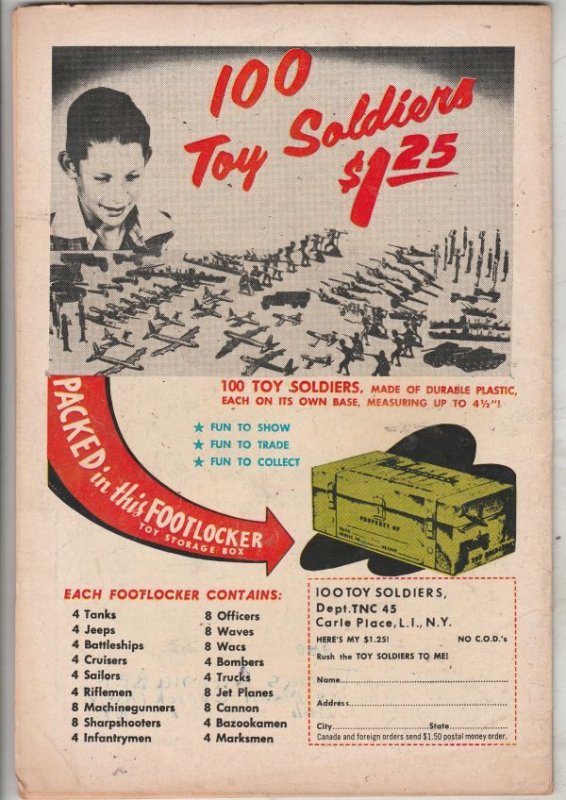 100
Toy Soldiers
$1.25
100 TOY SOLDIERS, MADE OF DURABLE PLASTIC,
EACH ON ITS OWN BASE, MEASURING UP TO 4½"!
★ FUN TO SHOW
★ FUN TO TRADE
★ FUN TO COLLECT
PACKED in this FOOTLOCKER
TOY STORAGE BOX
PROPERTY OF
EACH FOOTLOCKER CONTAINS:
4 Tanks
4 Jeeps
4 Battleships
4 Cruisers
4 Sailors
4 Riflemen
8 Machinegunners
8 Sharpshooters
4 Infantrymen
8 Officers
8 Waves
8 Wacs
4 Bombers
4 Trucks
8 Jet Planes
8 Cannon
4 Bazookamen
4 Marksmen
100 TOY SOLDIERS,
Dept. TNC 45
Carle Place, L.I., N.Y.
HERE'S MY $1.25! NO C.O.D.'s
Rush the TOY SOLDIERS TO ME!
Name
Address
City State
Canada and foreign orders send $1.50 postal money order.